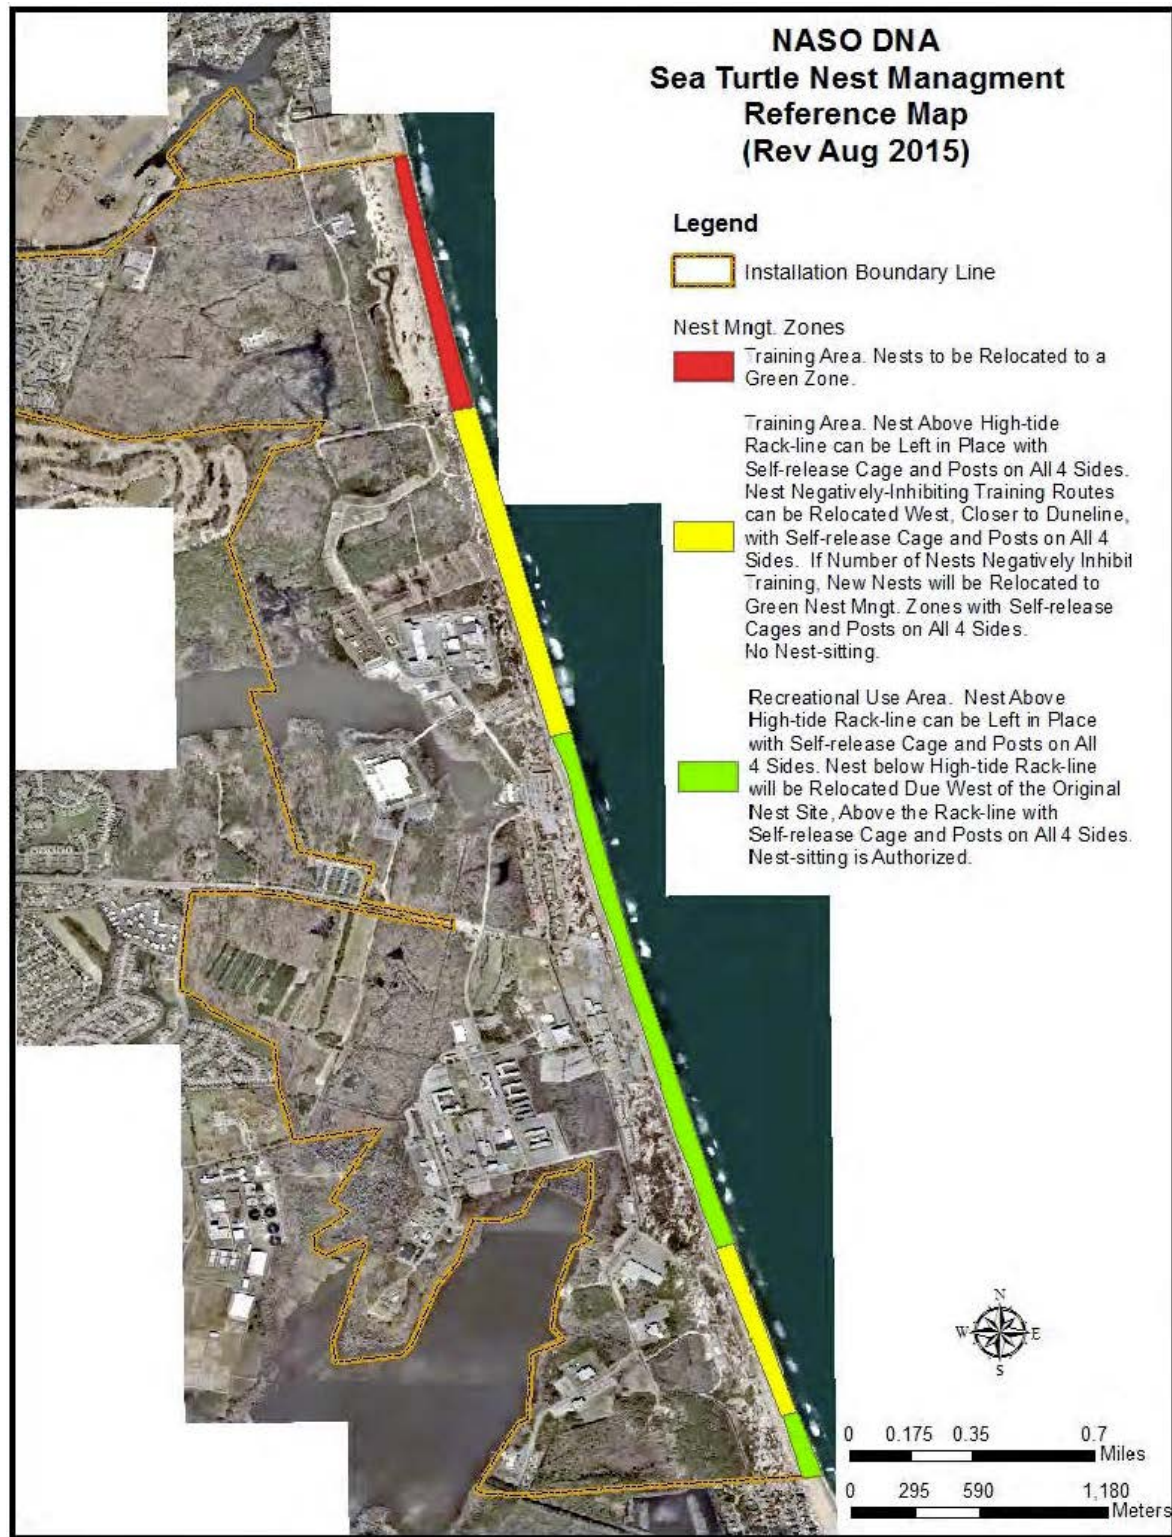 NASO DNA
Sea Turtle Nest Managment
Reference Map
(Rev Aug 2015)
Legend
Installation Boundary Line
Nest Mngt. Zones
Training Area. Nests to be Relocated to a
Green Zone.
Training Area. Nest Above High-tide
Rack-line can be Left in Place with
Self-release Cage and Posts on All 4 Sides.
Nest Negatively-Inhibiting Training Routes
can be Relocated West, Closer to Duneline,
with Self-release Cage and Posts on All 4
Sides. If Number of Nests Negatively Inhibit
Training, New Nests will be Relocated to
Green Nest Mngt. Zones with Self-release
Cages and Posts on All 4 Sides.
No Nest-sitting.
Recreational Use Area. Nest Above
High-tide Rack-line can be Left in Place
with Self-release Cage and Posts on All
4 Sides. Nest below High-tide Rack-line
will be Relocated Due West of the Original
Nest Site, Above the Rack-line with
Self-release Cage and Posts on All 4 Sides.
Nest-sitting is Authorized.
N
W E
S
0 0.175 0.35 0.7
Miles
0 295 590 1,180
Meters